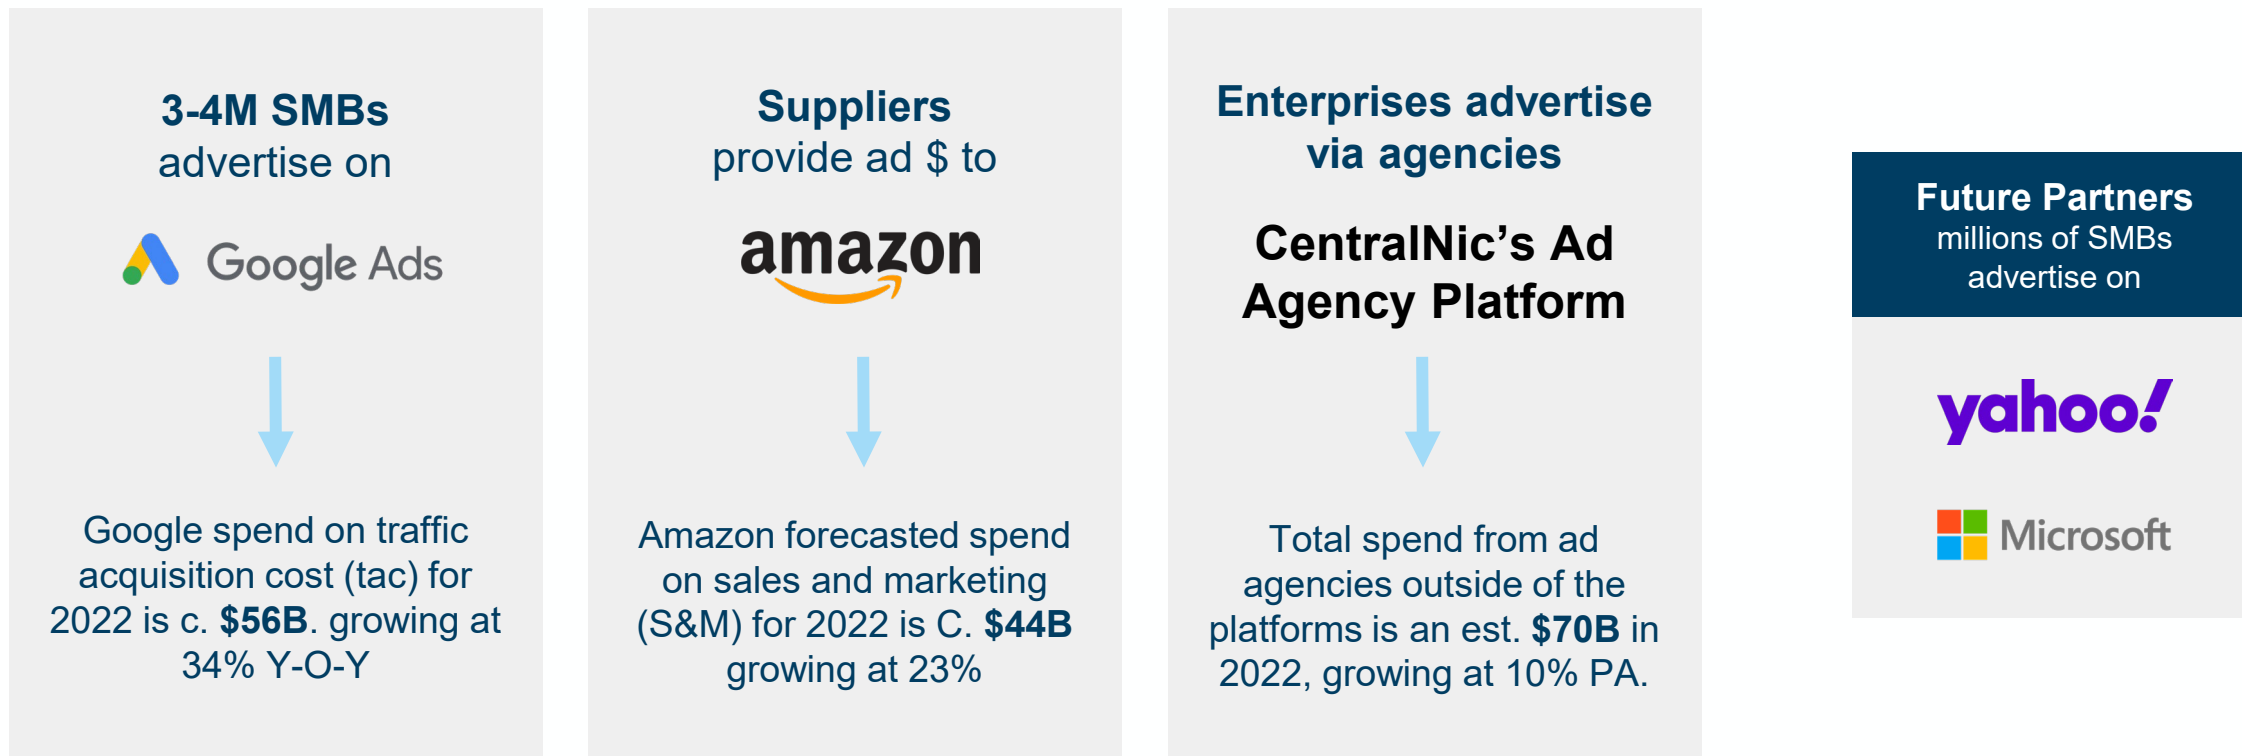 3-4M SMBs
advertise on
Google Ads
Google spend on traffic
acquisition cost (tac) for
2022 is c. $56B. growing at
34% Y-O-Y
Suppliers
provide ad $ to
amazon
Amazon forecasted spend
on sales and marketing
(S&M) for 2022 is C. $44B
growing at 23%
Enterprises advertise
via agencies
CentralNic’s Ad
Agency Platform
Total spend from ad
agencies outside of the
platforms is an est. $70B in
2022, growing at 10% PA.
Future Partners
millions of SMBs
advertise on
yahoo!
Microsoft